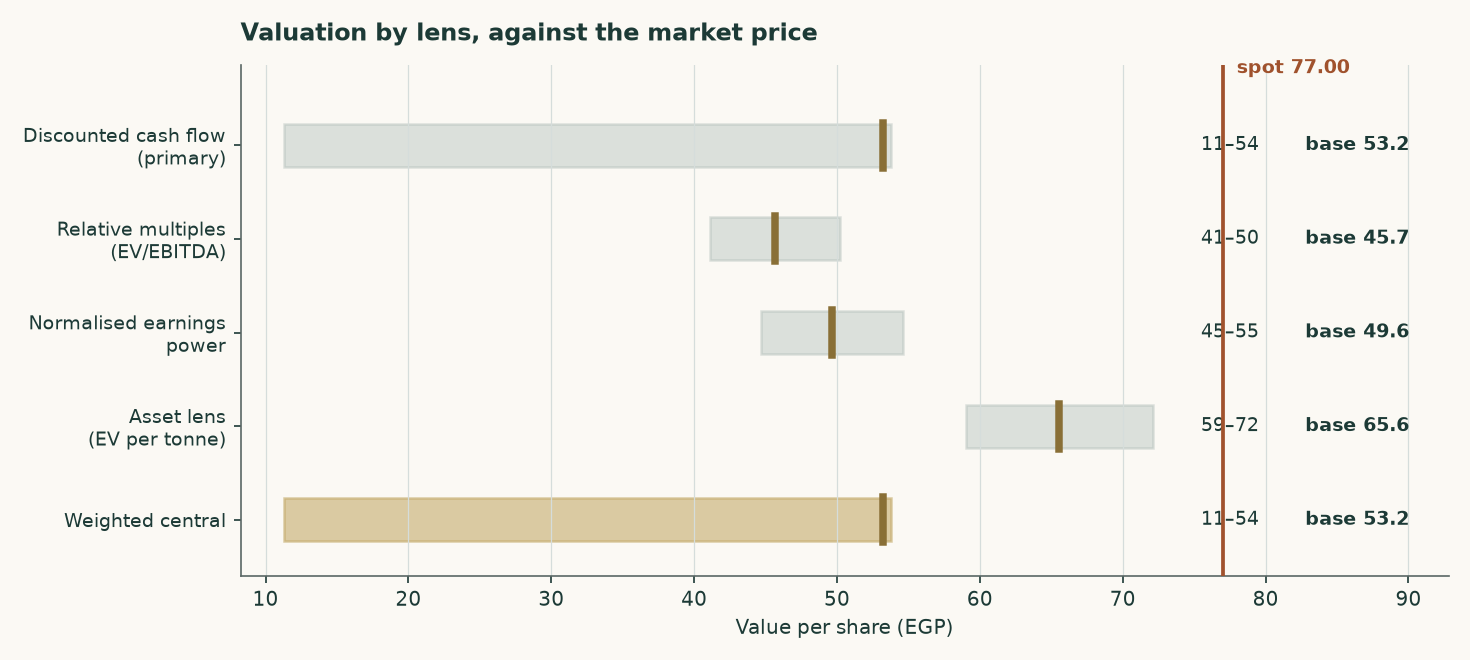 Valuation by lens, against the market price
spot 77.00
Discounted cash flow
(primary)
11–54
base 53.2
Relative multiples
(EV/EBITDA)
41–50
base 45.7
Normalised earnings
power
45–55
base 49.6
Asset lens
(EV per tonne)
59–72
base 65.6
Weighted central
11–54
base 53.2
10 20 30 40 50 60 70 80 90
Value per share (EGP)